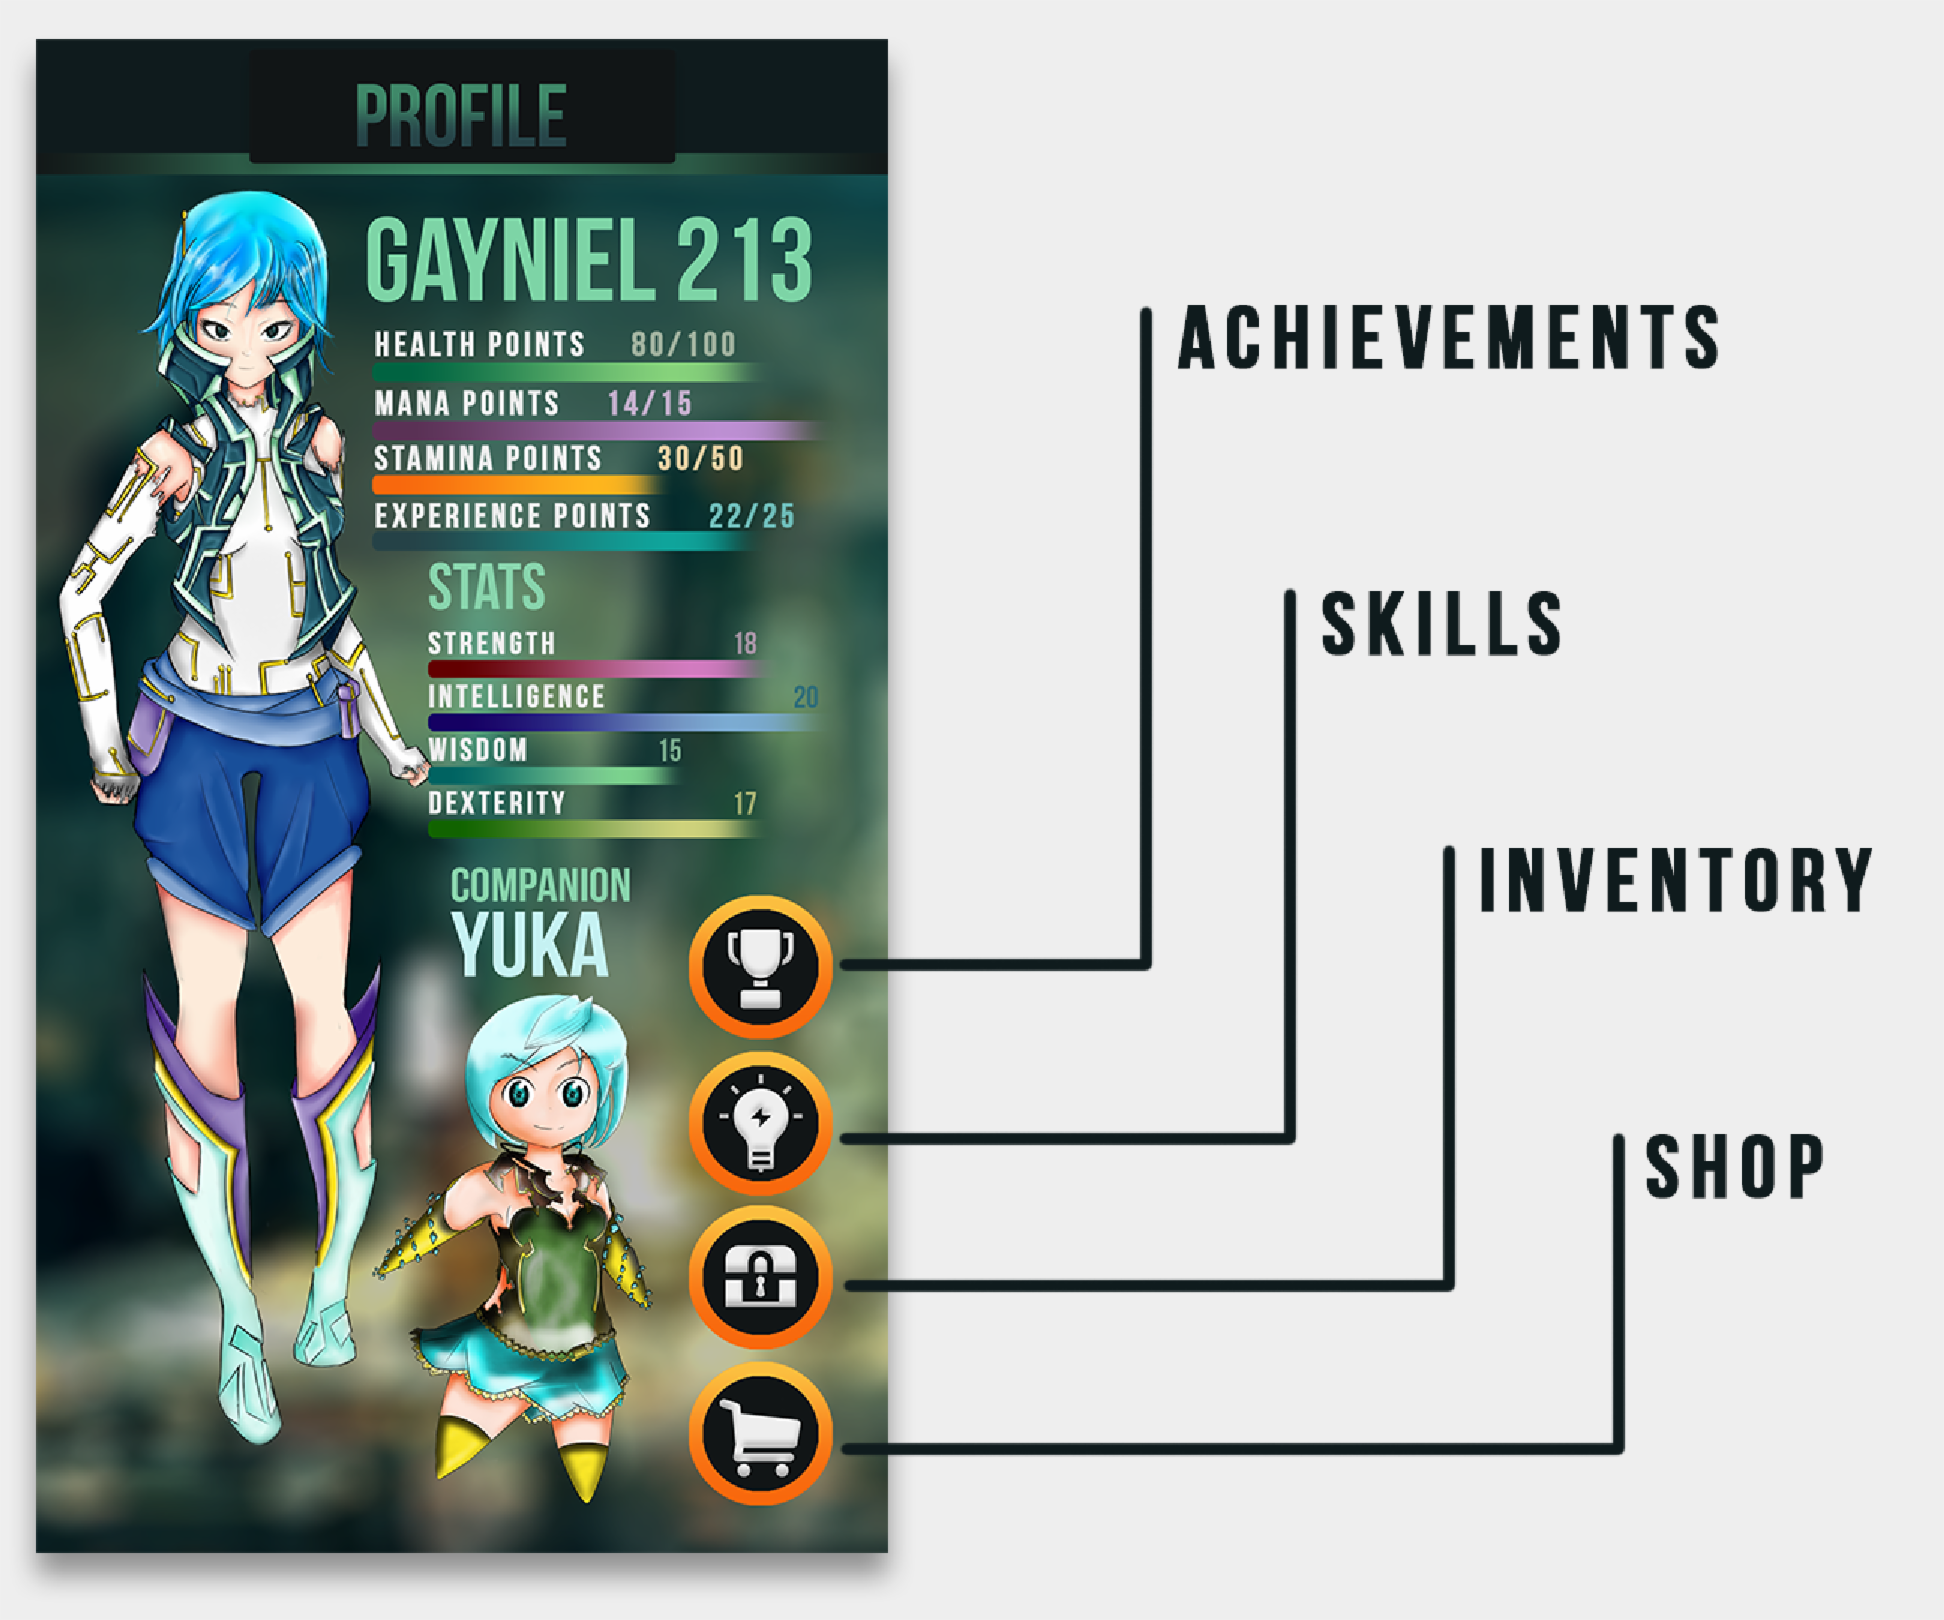 PROFILE
GAYNIEL 213
HEALTH POINTS 80/100
MANA POINTS 14/15
STAMINA POINTS 30/50
EXPERIENCE POINTS 22/25
STATS
STRENGTH 18
INTELLIGENCE 20
WISDOM 15
DEXTERITY 17
COMPANION
YUKA
ACHIEVEMENTS
SKILLS
INVENTORY
SHOP